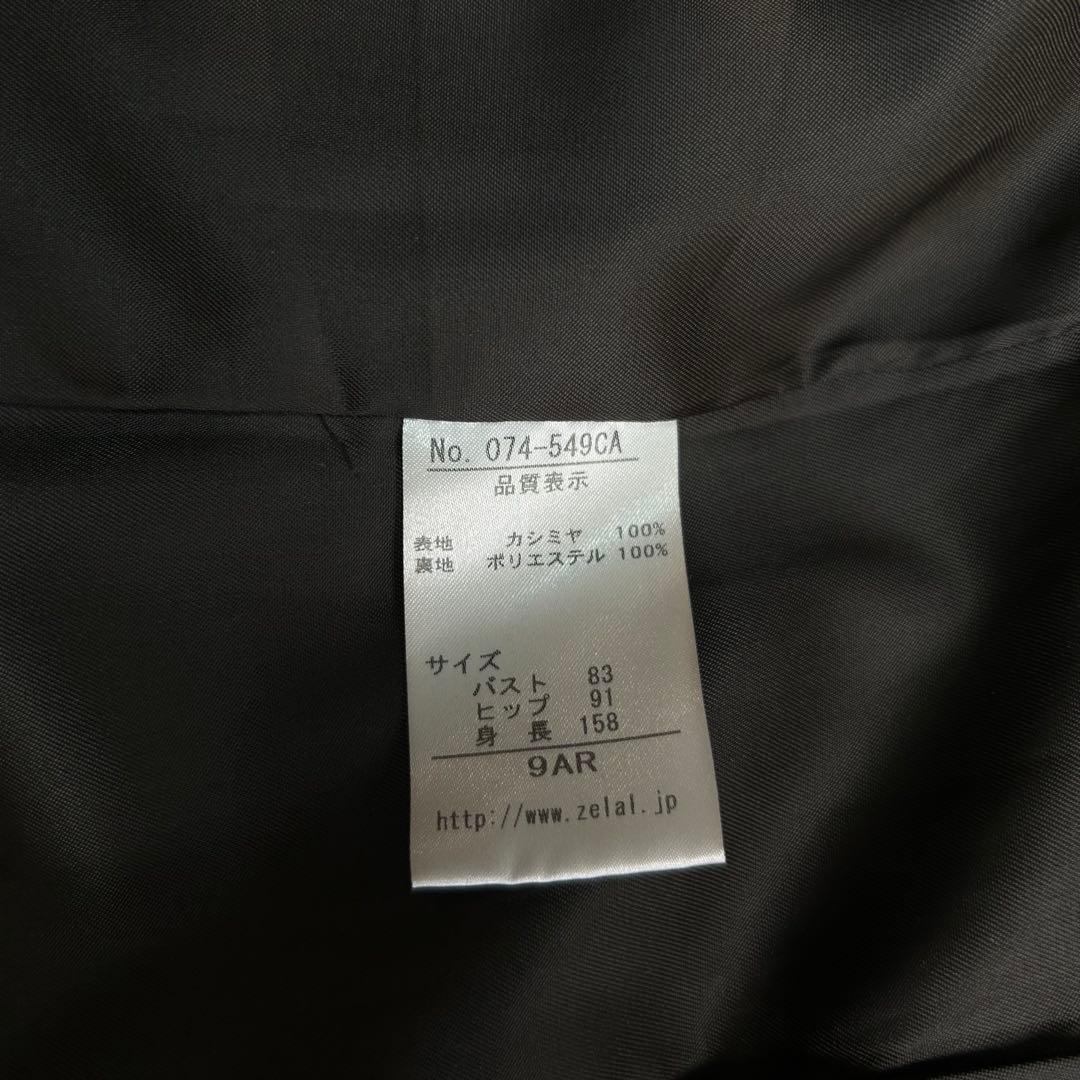 No. 074-549CA
品質表示
表地 カシミヤ 100%
裏地 ポリエステル 100%
サイズ
バスト 83
ヒップ 91
身長 158
9AR
http://www.zelal.jp